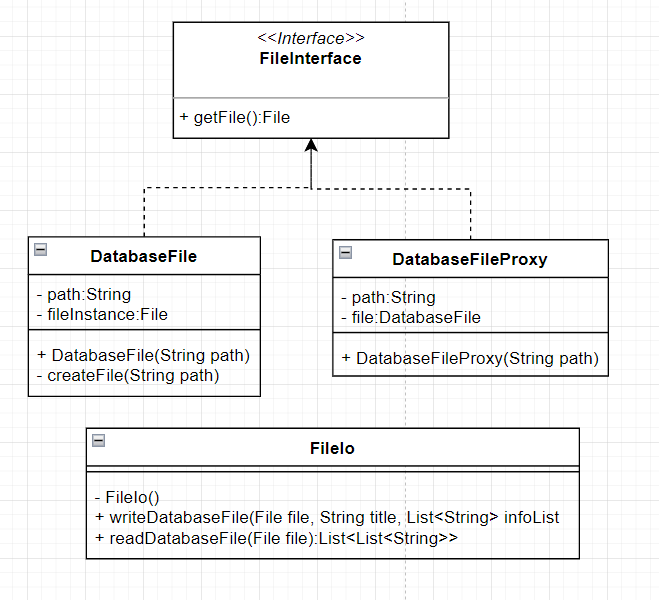 <<Interface>>
FileInterface
+ getFile():File
DatabaseFile
- path:String
- fileInstance:File
+ DatabaseFile(String path)
- createFile(String path)
DatabaseFileProxy
- path:String
- file:DatabaseFile
+ DatabaseFileProxy(String path)
FileIo
- FileIo()
+ writeDatabaseFile(File file, String title, List<String> infoList
+ readDatabaseFile(File file):List<List<String>>